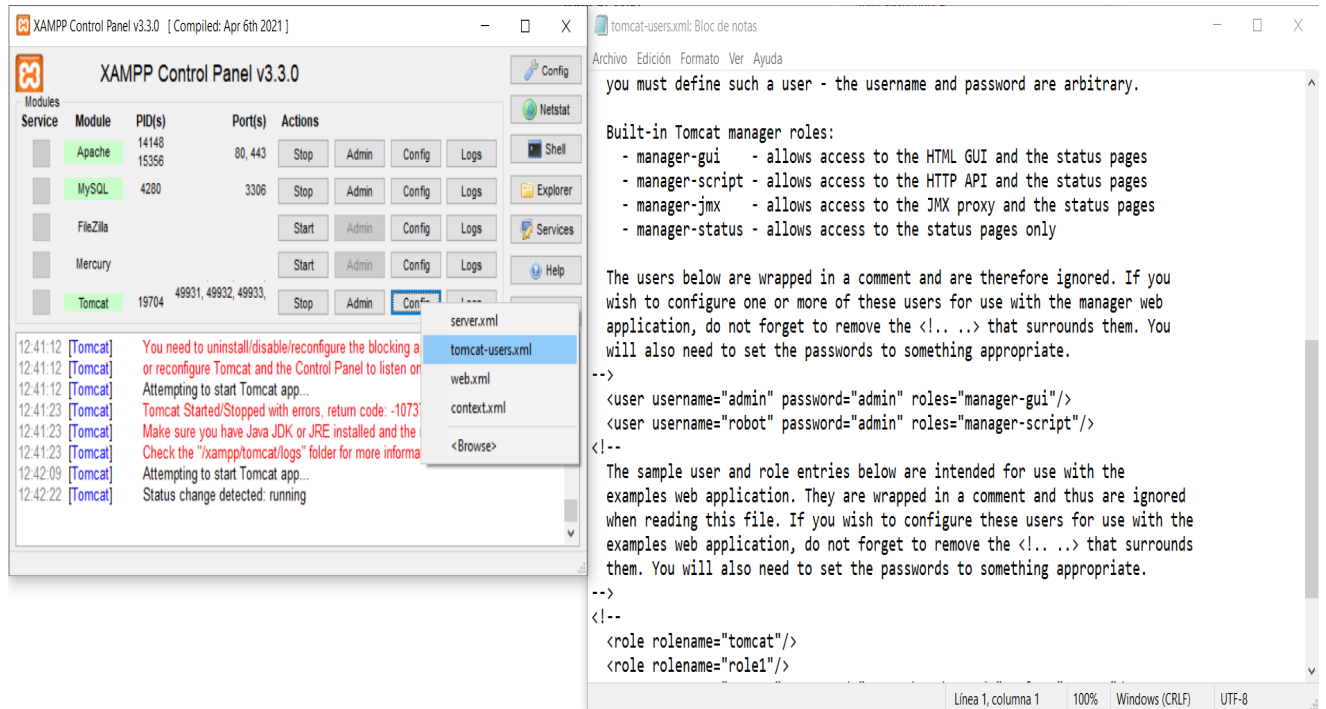 XAMPP Control Panel v3.3.0 [ Compiled: Apr 6th 2021 ]
XAMPP Control Panel v3.3.0
Config
Modules
Service Module PID(s) Port(s) Actions
Netstat
Apache 14148 15356 80, 443 Stop Admin Config Logs
Shell
MySQL 4280 3306 Stop Admin Config Logs
Explorer
FileZilla Start Admin Config Logs
Services
Mercury Start Admin Config Logs
Help
Tomcat 19704 49931, 49932, 49933, Stop Admin Config
server.xml
tomcat-users.xml
web.xml
context.xml
<Browse>
12:41:12 [Tomcat] You need to uninstall/disable/reconfigure the blocking a
12:41:12 [Tomcat] or reconfigure Tomcat and the Control Panel to listen on
12:41:12 [Tomcat] Attempting to start Tomcat app...
12:41:23 [Tomcat] Tomcat Started/Stopped with errors, return code: -1073
12:41:23 [Tomcat] Make sure you have Java JDK or JRE installed and the
12:41:23 [Tomcat] Check the "/xampp/tomcat/logs" folder for more informa
12:42:09 [Tomcat] Attempting to start Tomcat app...
12:42:22 [Tomcat] Status change detected: running
tomcat-users.xml: Bloc de notas
Archivo Edición Formato Ver Ayuda
you must define such a user - the username and password are arbitrary.
Built-in Tomcat manager roles:
- manager-gui - allows access to the HTML GUI and the status pages
- manager-script - allows access to the HTTP API and the status pages
- manager-jmx - allows access to the JMX proxy and the status pages
- manager-status - allows access to the status pages only
The users below are wrapped in a comment and are therefore ignored. If you
wish to configure one or more of these users for use with the manager web
application, do not forget to remove the <!.. ..> that surrounds them. You
will also need to set the passwords to something appropriate.
-->
<user username="admin" password="admin" roles="manager-gui"/>
<user username="robot" password="admin" roles="manager-script"/>
<!--
The sample user and role entries below are intended for use with the
examples web application. They are wrapped in a comment and thus are ignored
when reading this file. If you wish to configure these users for use with the
examples web application, do not forget to remove the <!.. ..> that surrounds
them. You will also need to set the passwords to something appropriate.
-->
<!--
<role rolename="tomcat"/>
<role rolename="role1"/>
Línea 1, columna 1 100% Windows (CRLF) UTF-8